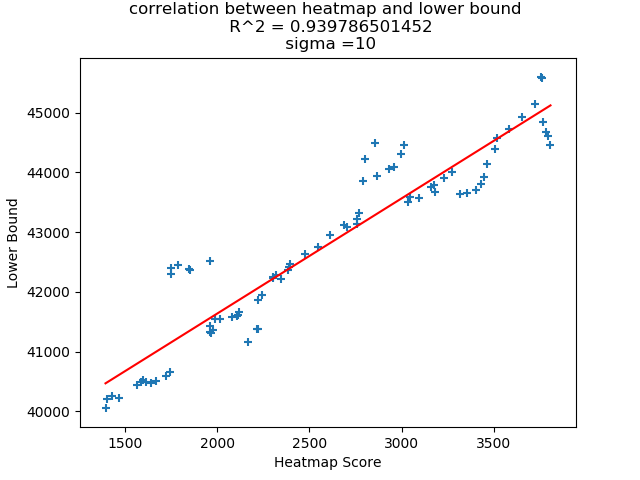 correlation between heatmap and lower bound
R^2 = 0.939786501452
sigma =10
45000
44000
43000
42000
41000
40000
Lower Bound
1500 2000 2500 3000 3500
Heatmap Score